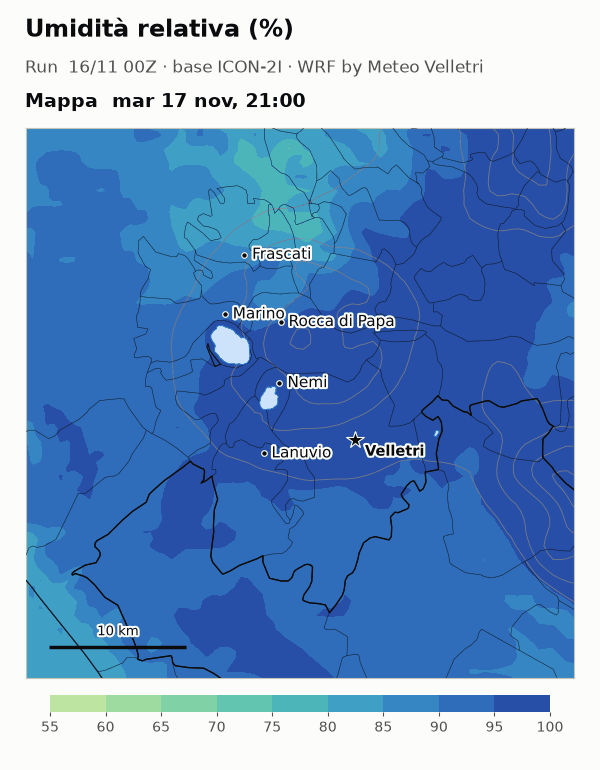 Umidità relativa (%)
Run  16/11 00Z · base ICON-2I · WRF by Meteo Velletri
Mappa  mar 17 nov, 21:00
Frascati
Marino
Rocca di Papa
Nemi
Lanuvio
Velletri
10 km
55 60 65 70 75 80 85 90 95 100